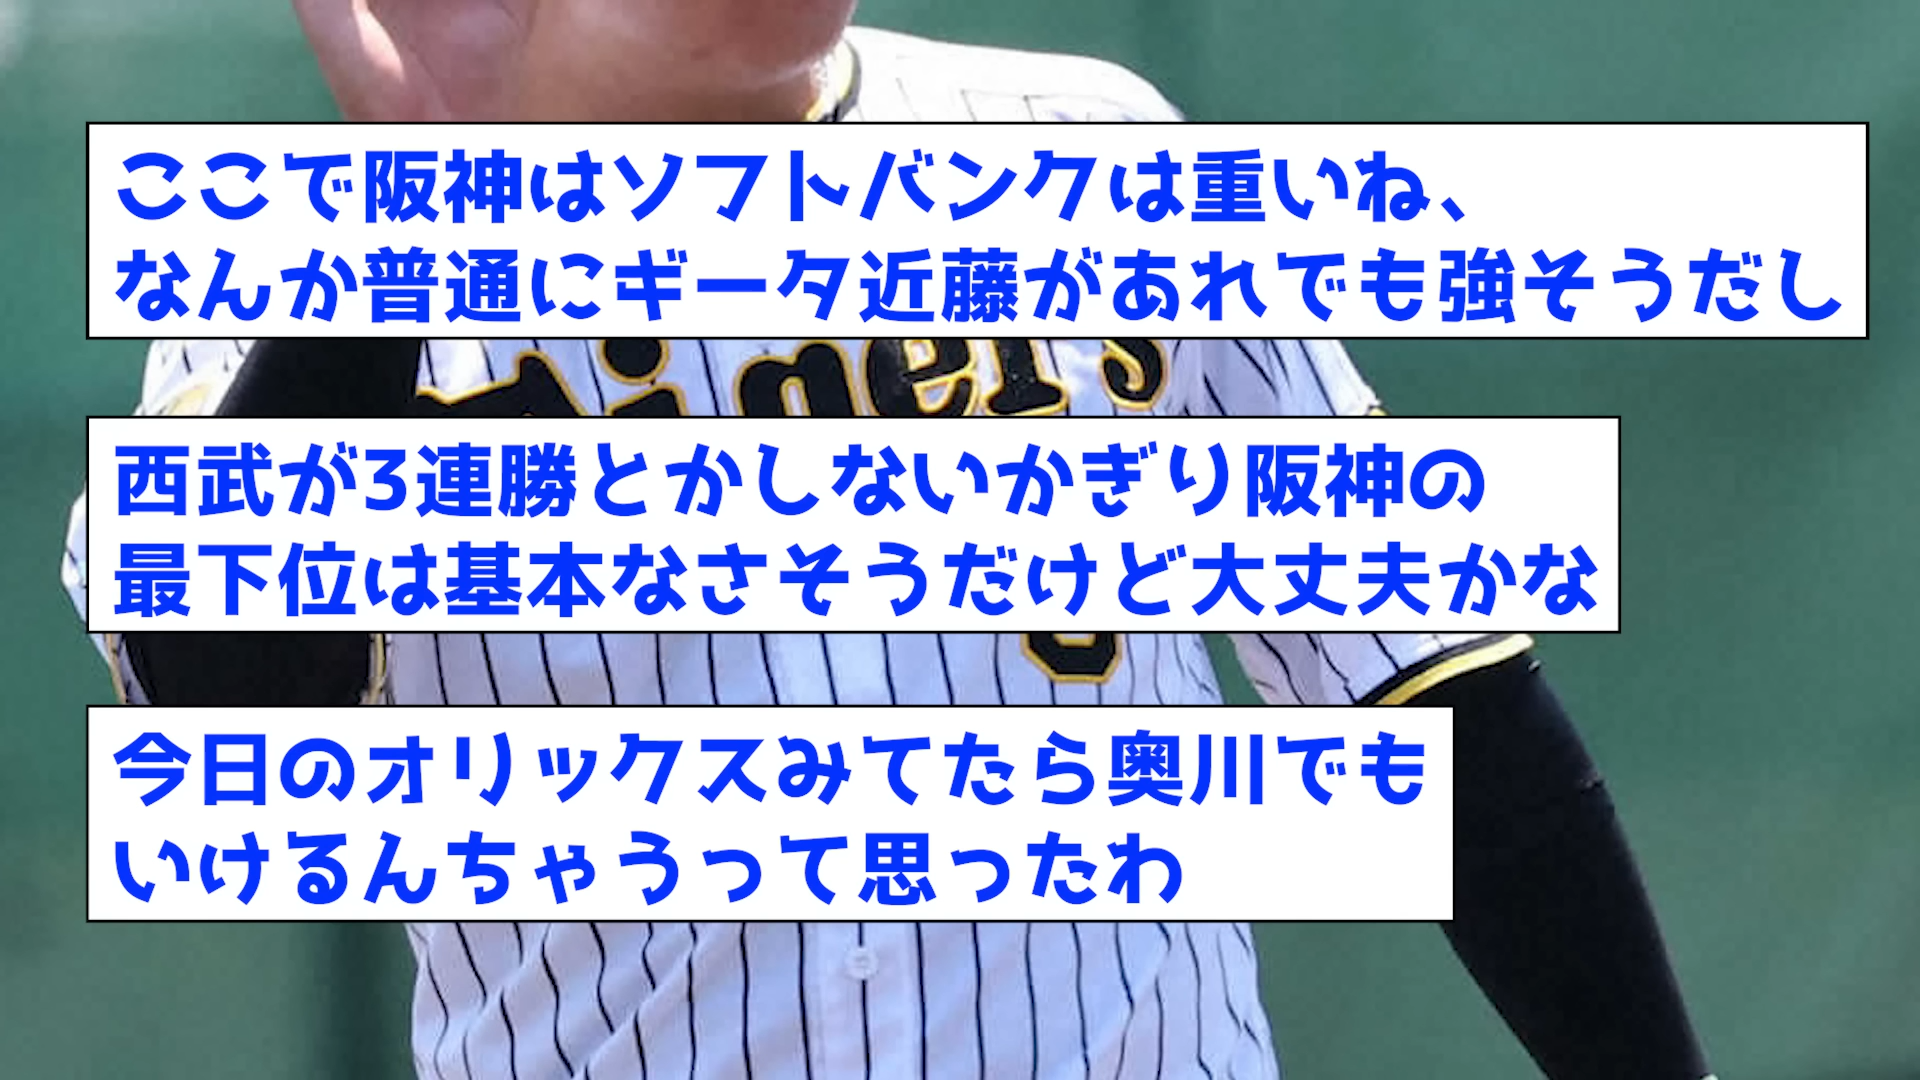 ここで阪神はソフトバンクは重いね、
なんか普通にギータ近藤があれでも強そうだし
Tigers
西武が3連勝とかしないかぎり阪神の
最下位は基本なさそうだけど大丈夫かな
今日のオリックスみてたら奥川でも
いけるんちゃうって思ったわ